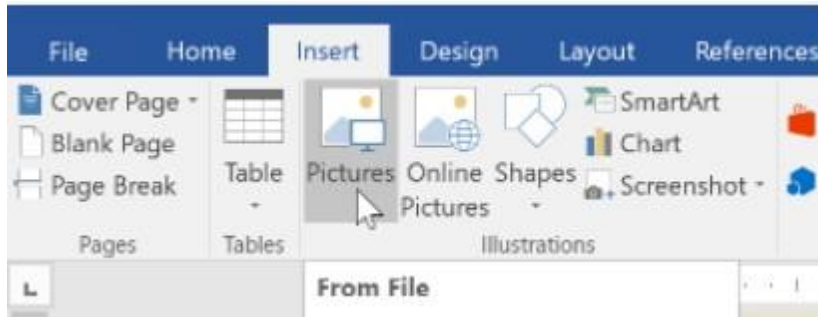 File Home Insert Design Layout References
Cover Page
Blank Page
Page Break
Pages
Table
Tables
Pictures
Online
Pictures
Shapes
SmartArt
Chart
Screenshot
Illustrations
From File